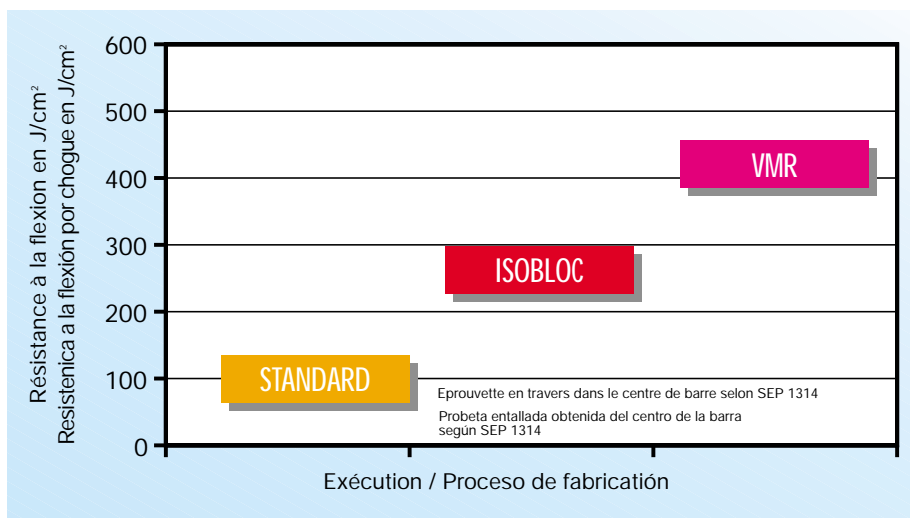 Résistance à la flexion en J/cm²
Resistenica a la flexión por chogue en J/cm²
600
500
400
300
200
100
0
VMR
ISOBLOC
STANDARD
Eprouvette en travers dans le centre de barre selon SEP 1314
Probeta entallada obtenida del centro de la barra
según SEP 1314
Exécution / Proceso de fabricatión